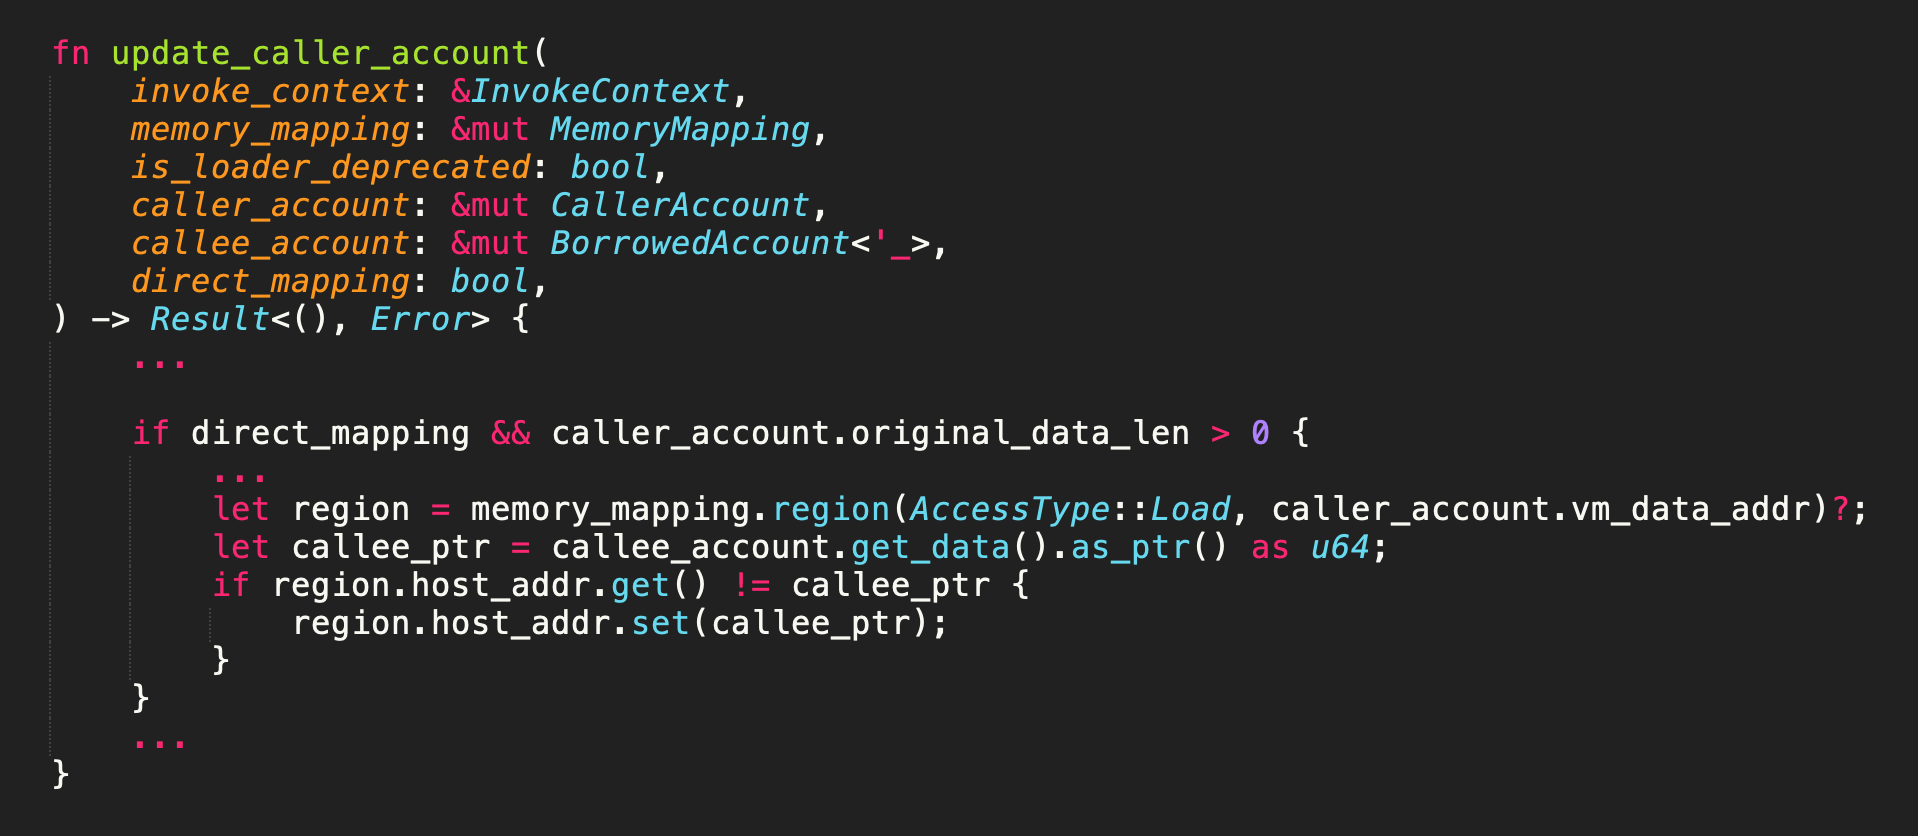 fn update_caller_account(
    invoke_context: &InvokeContext,
    memory_mapping: &mut MemoryMapping,
    is_loader_deprecated: bool,
    caller_account: &mut CallerAccount,
    callee_account: &mut BorrowedAccount<'_>,
    direct_mapping: bool,
) -> Result<(), Error> {
    ...
    if direct_mapping && caller_account.original_data_len > 0 {
        ...
        let region = memory_mapping.region(AccessType::Load, caller_account.vm_data_addr)?;
        let callee_ptr = callee_account.get_data().as_ptr() as u64;
        if region.host_addr.get() != callee_ptr {
            region.host_addr.set(callee_ptr);
        }
    }
    ...
}